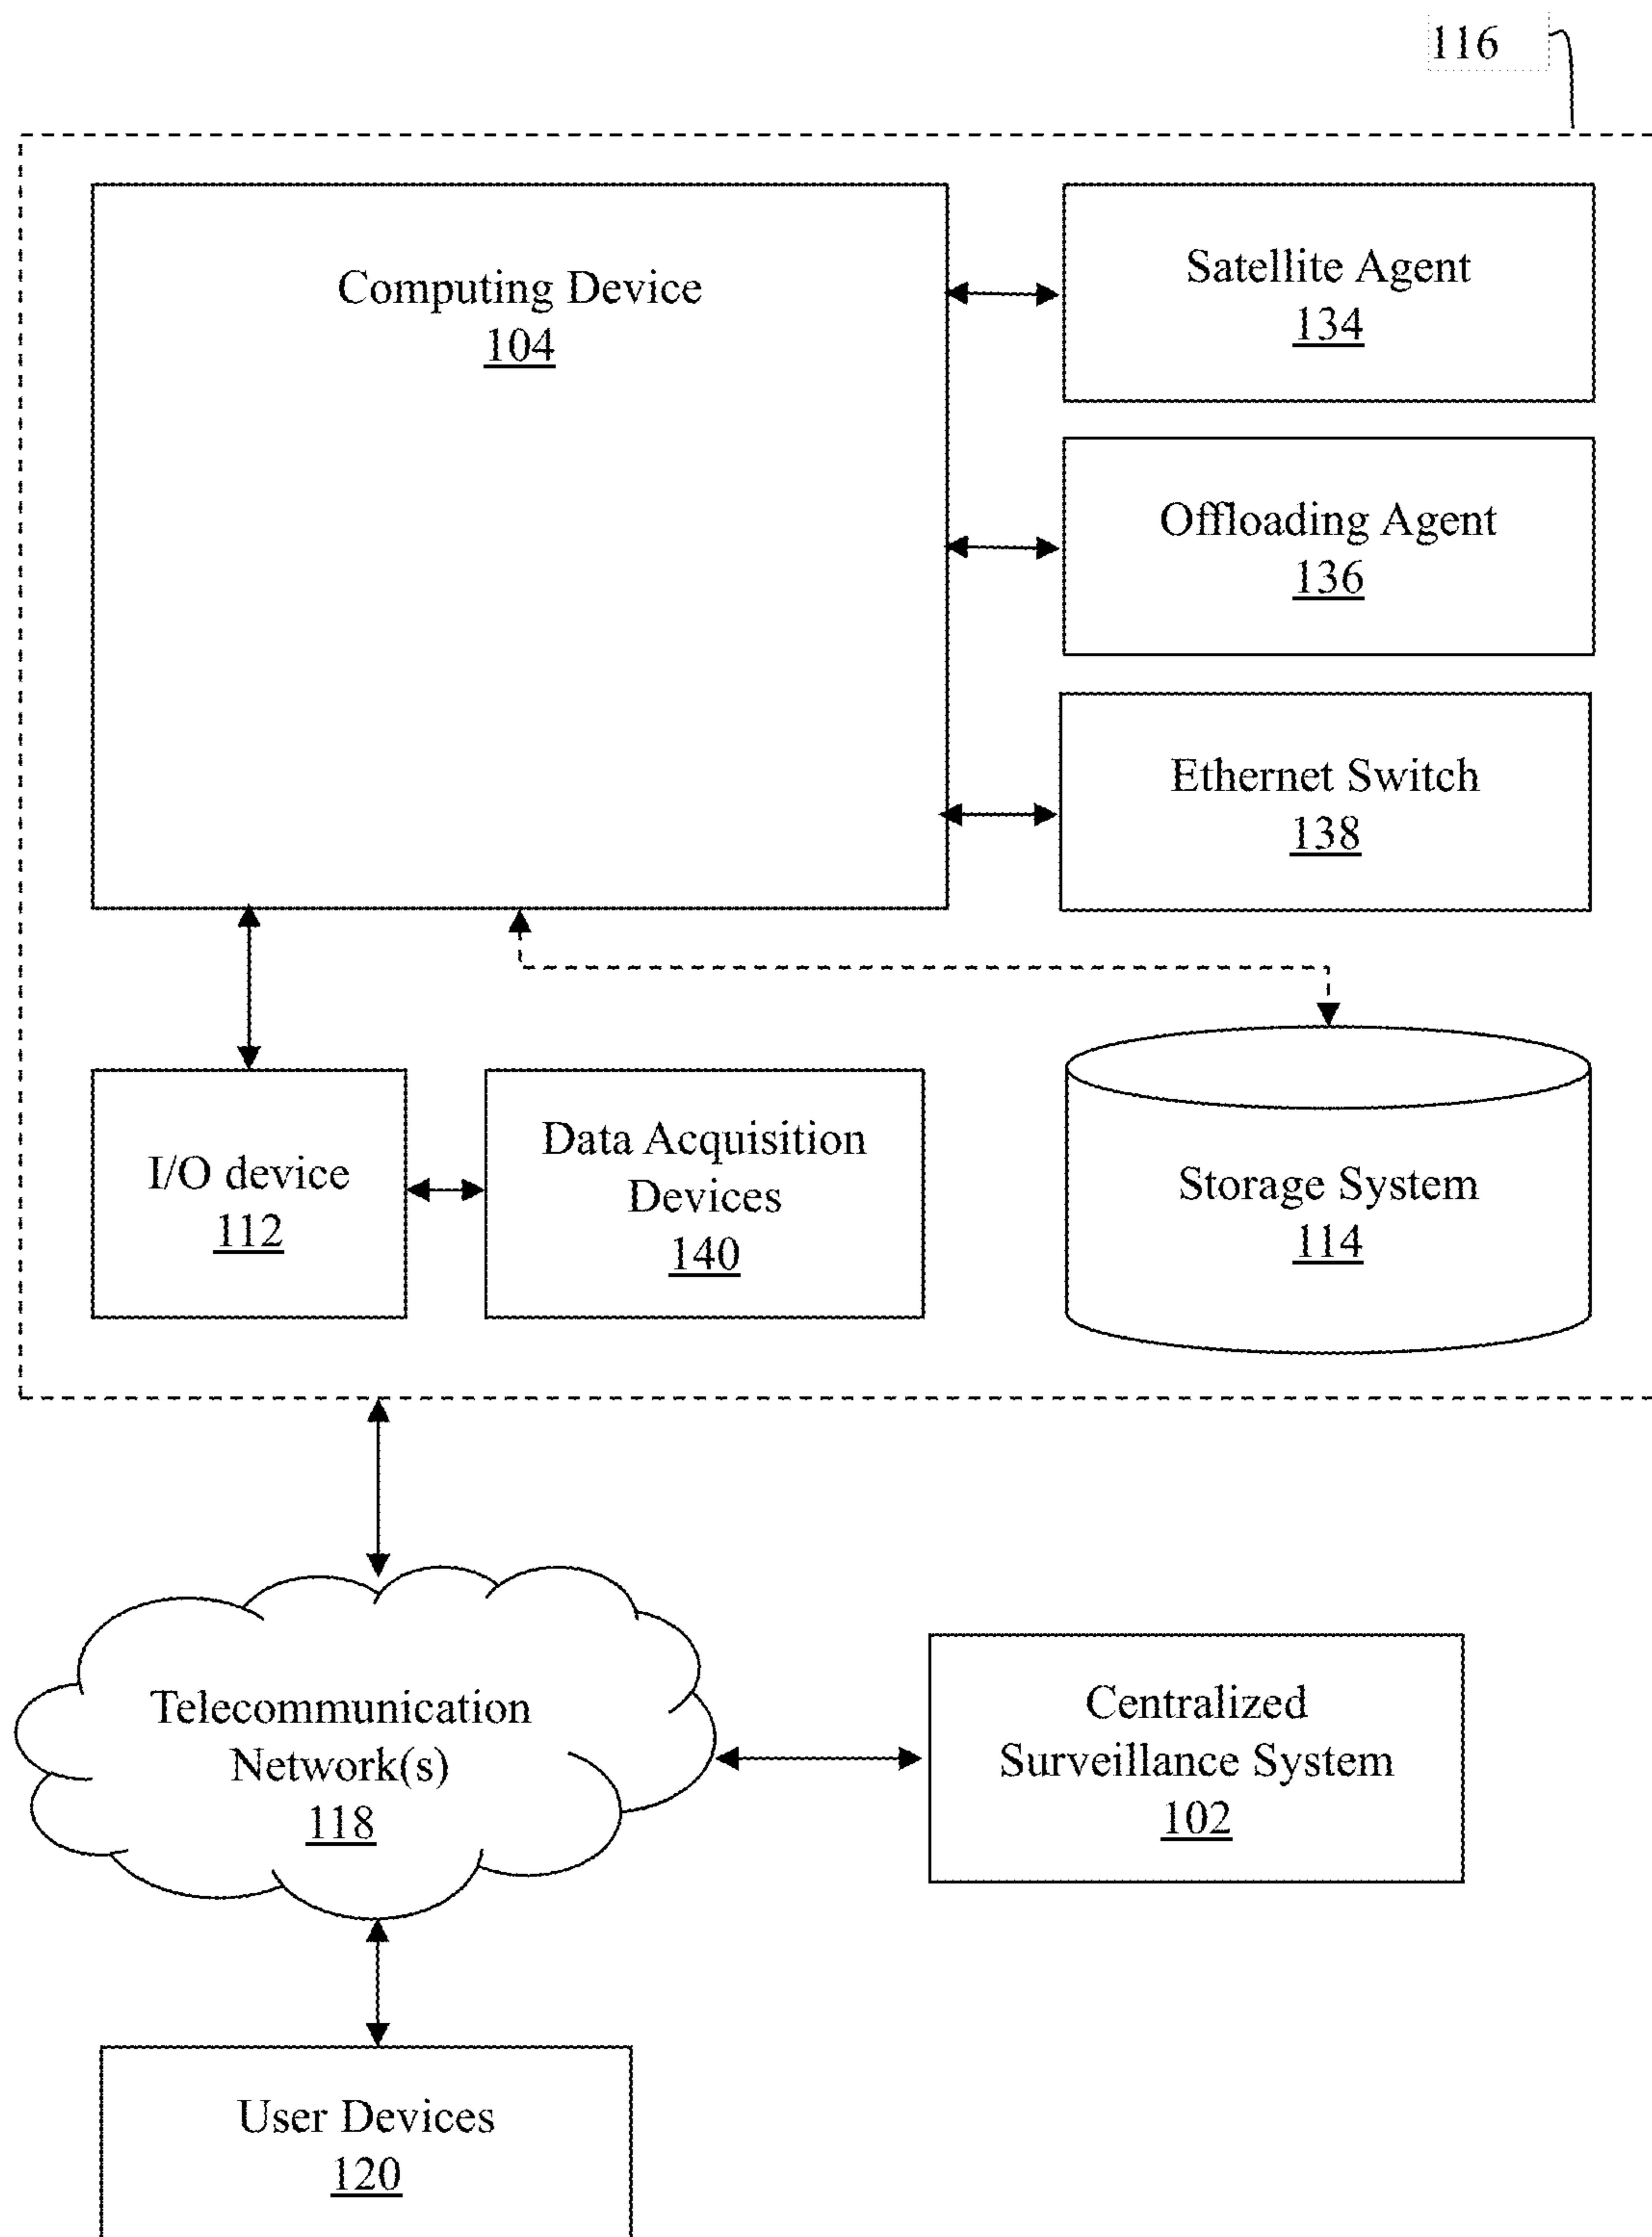 116
Computing Device
104
Satellite Agent
134
Offloading Agent
136
Ethernet Switch
138
I/O device
112
Data Acquisition
Devices
140
Storage System
114
Telecommunication
Network(s)
118
Centralized
Surveillance System
102
User Devices
120